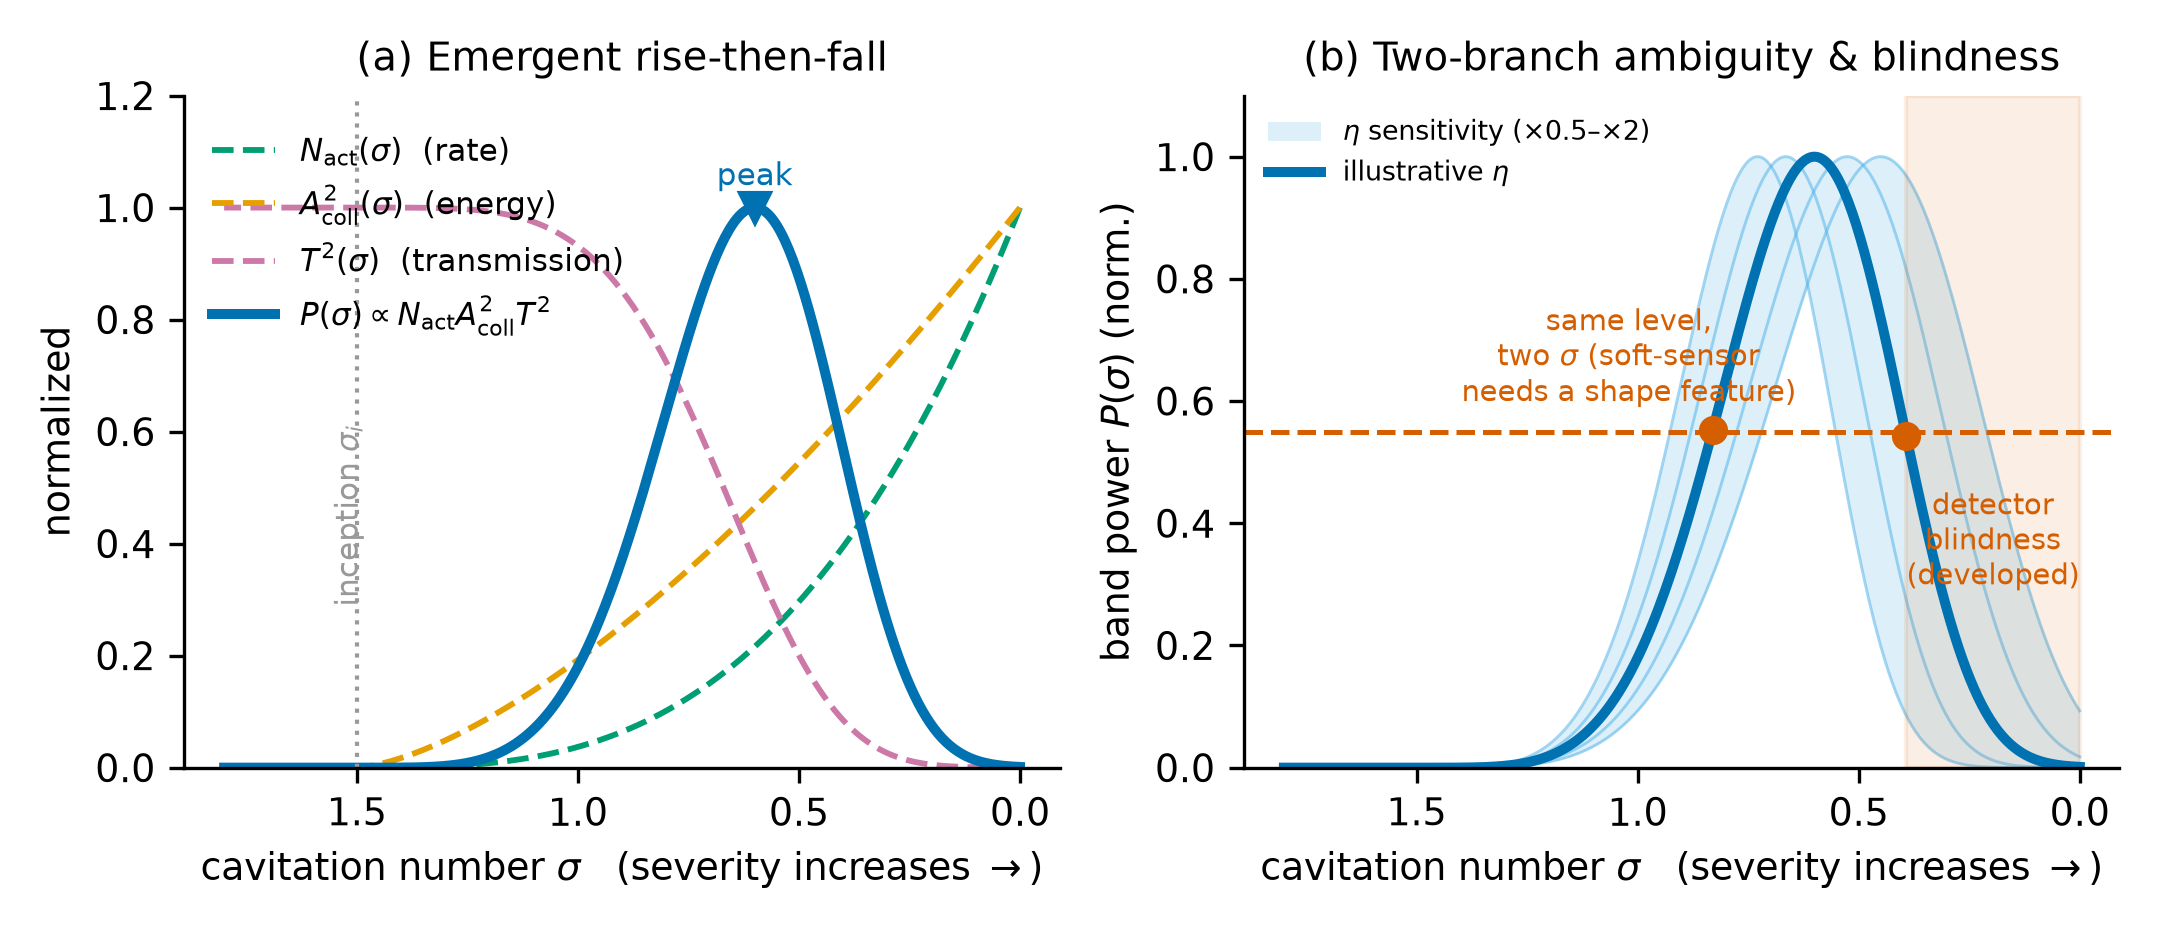 (a) Emergent rise-then-fall
1.2
1.0
0.8
0.6
0.4
0.2
0.0
normalized
N_act(σ) (rate)
A²_coll(σ) (energy)
T²(σ) (transmission)
P(σ) ∝ N_act A²_coll T²
peak
inception σ_i
1.5 1.0 0.5 0.0
cavitation number σ (severity increases →)
(b) Two-branch ambiguity & blindness
1.0
0.8
0.6
0.4
0.2
0.0
band power P(σ) (norm.)
η sensitivity (×0.5–×2)
illustrative η
same level,
two σ (soft-sensor
needs a shape feature)
detector
blindness
(developed)
1.5 1.0 0.5 0.0
cavitation number σ (severity increases →)